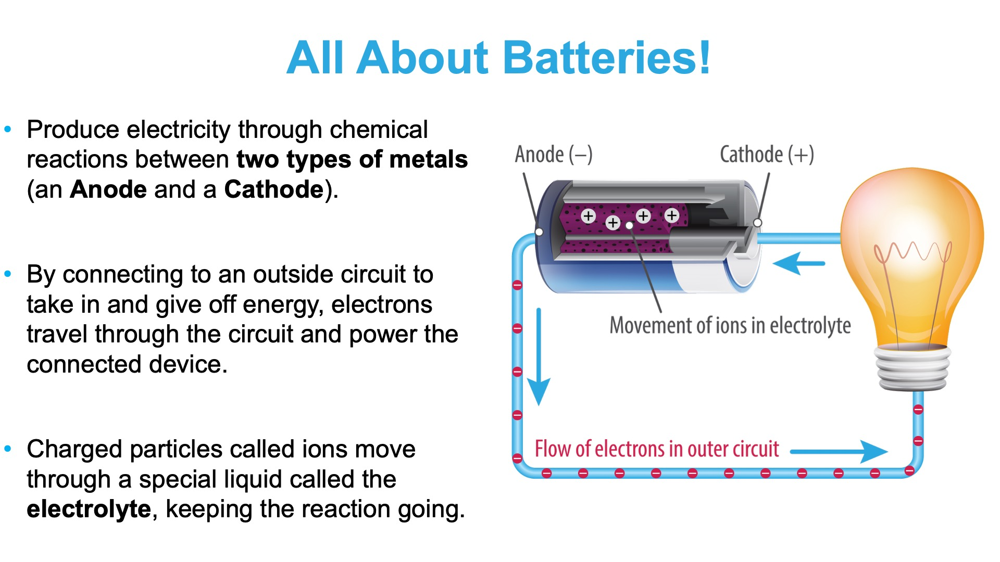 All About Batteries!
• Produce electricity through chemical
reactions between two types of metals
(an Anode and a Cathode).
• By connecting to an outside circuit to
take in and give off energy, electrons
travel through the circuit and power the
connected device.
• Charged particles called ions move
through a special liquid called the
electrolyte, keeping the reaction going.
Anode (–)
Cathode (+)
+ + + +
Movement of ions in electrolyte
Flow of electrons in outer circuit